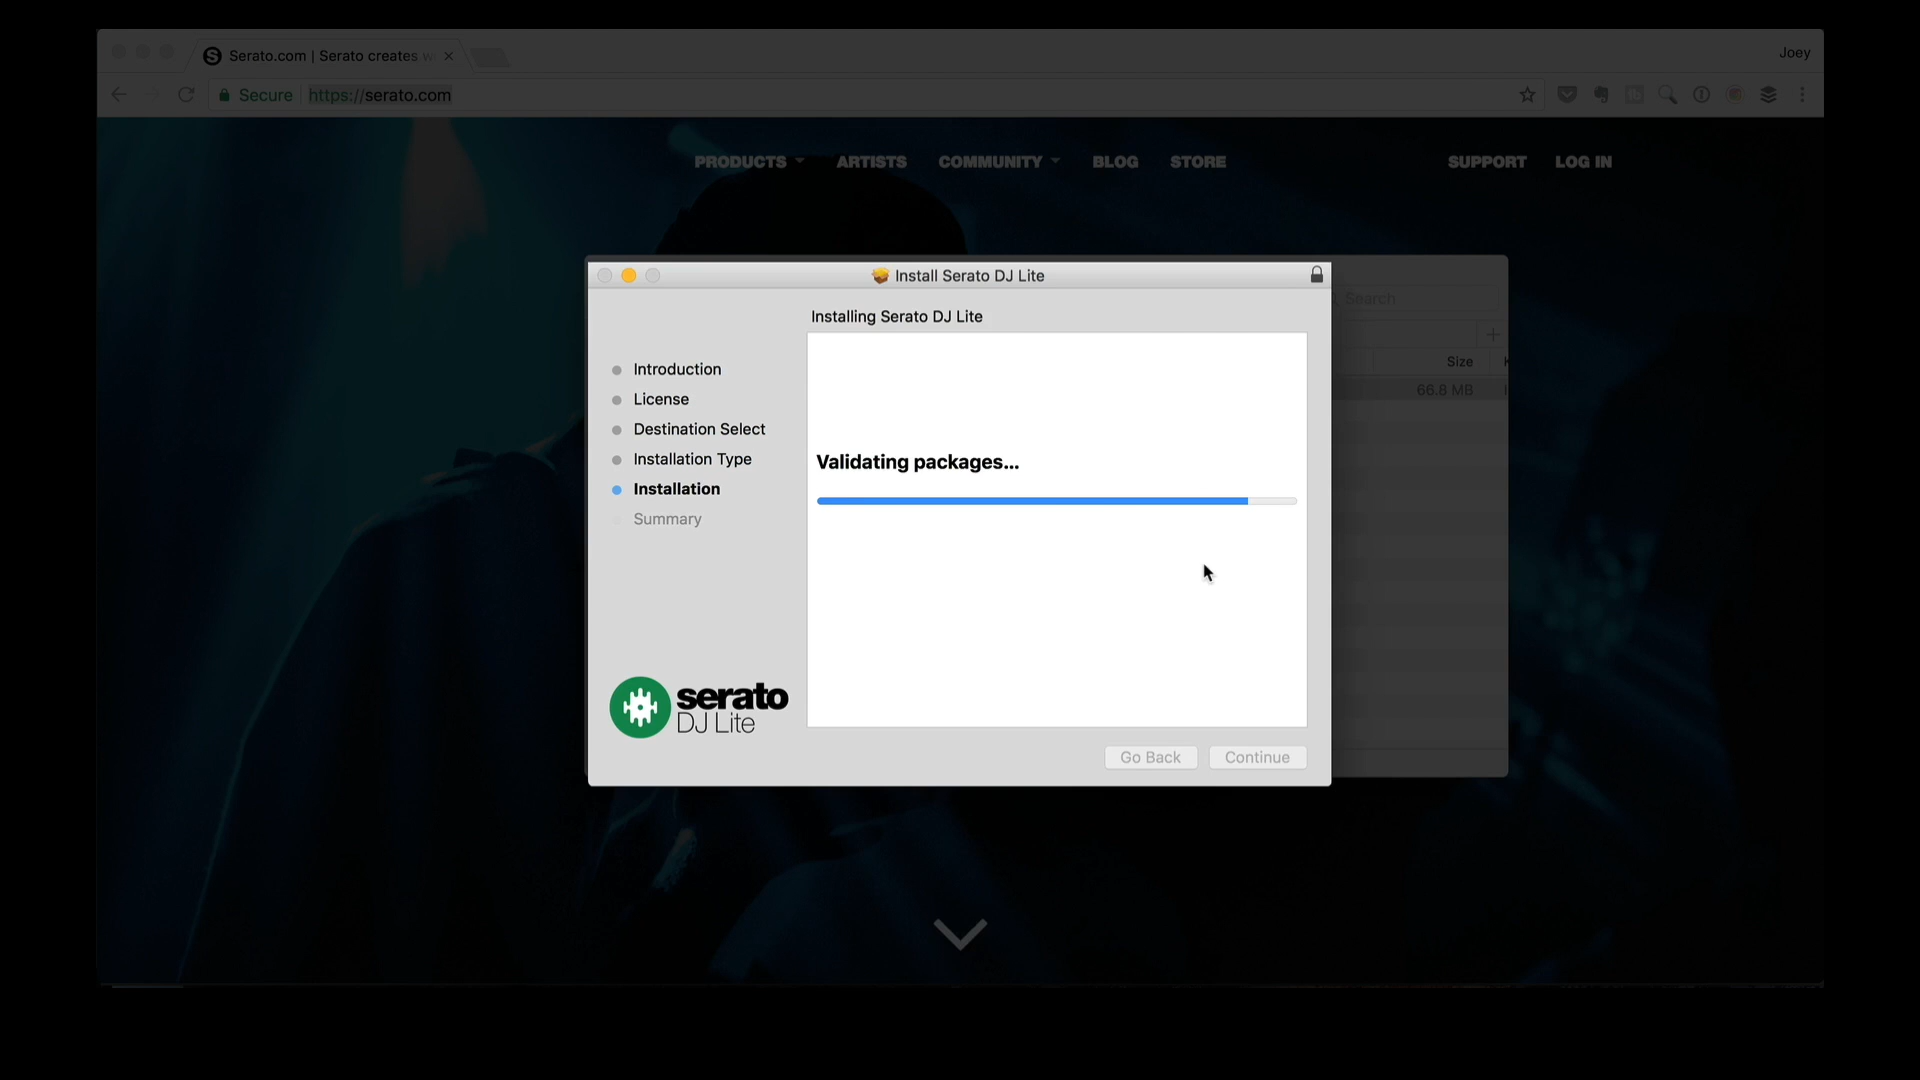 Serato.com | Serato creates w
Joey
Secure
https://serato.com
PRODUCTS
ARTISTS
COMMUNITY
BLOG
STORE
SUPPORT
LOG IN
Install Serato DJ Lite
Search
Installing Serato DJ Lite
Size
66.8 MB
Introduction
License
Destination Select
Installation Type
Installation
Summary
Validating packages...
serato
DJ Lite
Go Back
Continue